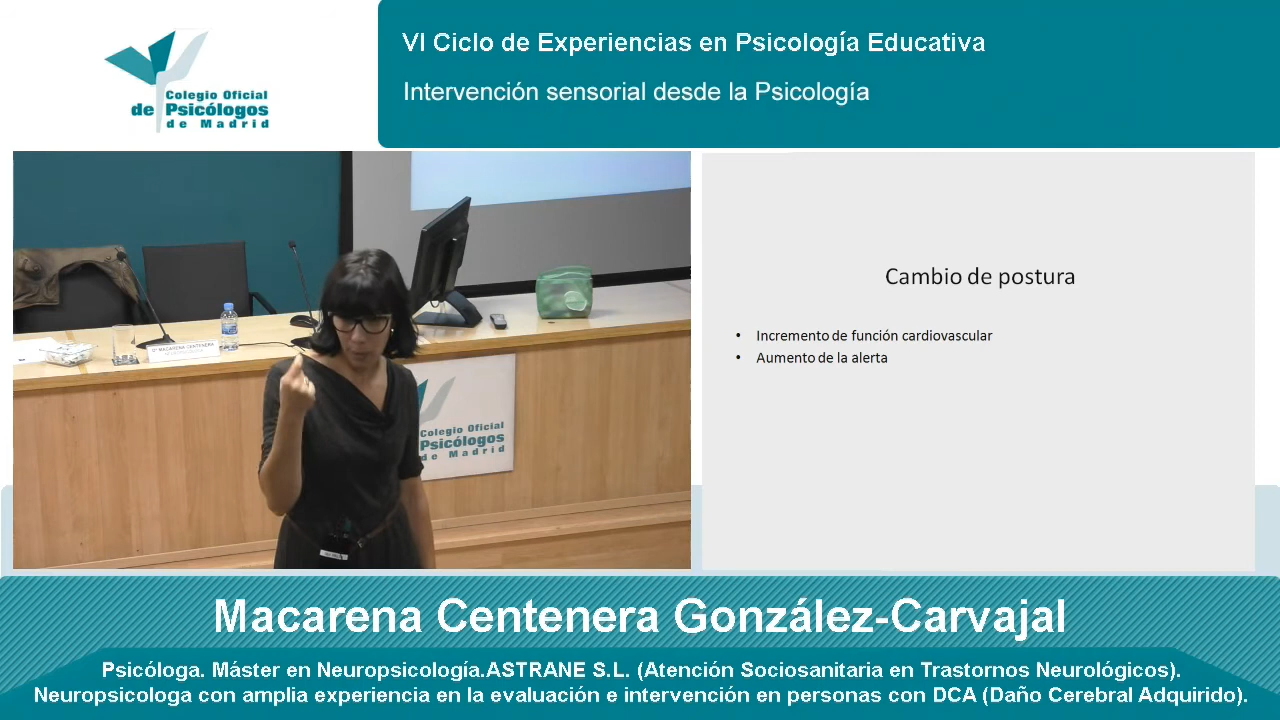 VI Ciclo de Experiencias en Psicología Educativa
Intervención sensorial desde la Psicología
Colegio Oficial
de Psicólogos
de Madrid
Cambio de postura
• Incremento de función cardiovascular
• Aumento de la alerta
Dª MACARENA CENTENERA
Colegio Oficial
Psicólogos
de Madrid
Macarena Centenera González-Carvajal
Psicóloga. Máster en Neuropsicología.ASTRANE S.L. (Atención Sociosanitaria en Trastornos Neurológicos).
Neuropsicologa con amplia experiencia en la evaluación e intervención en personas con DCA (Daño Cerebral Adquirido).